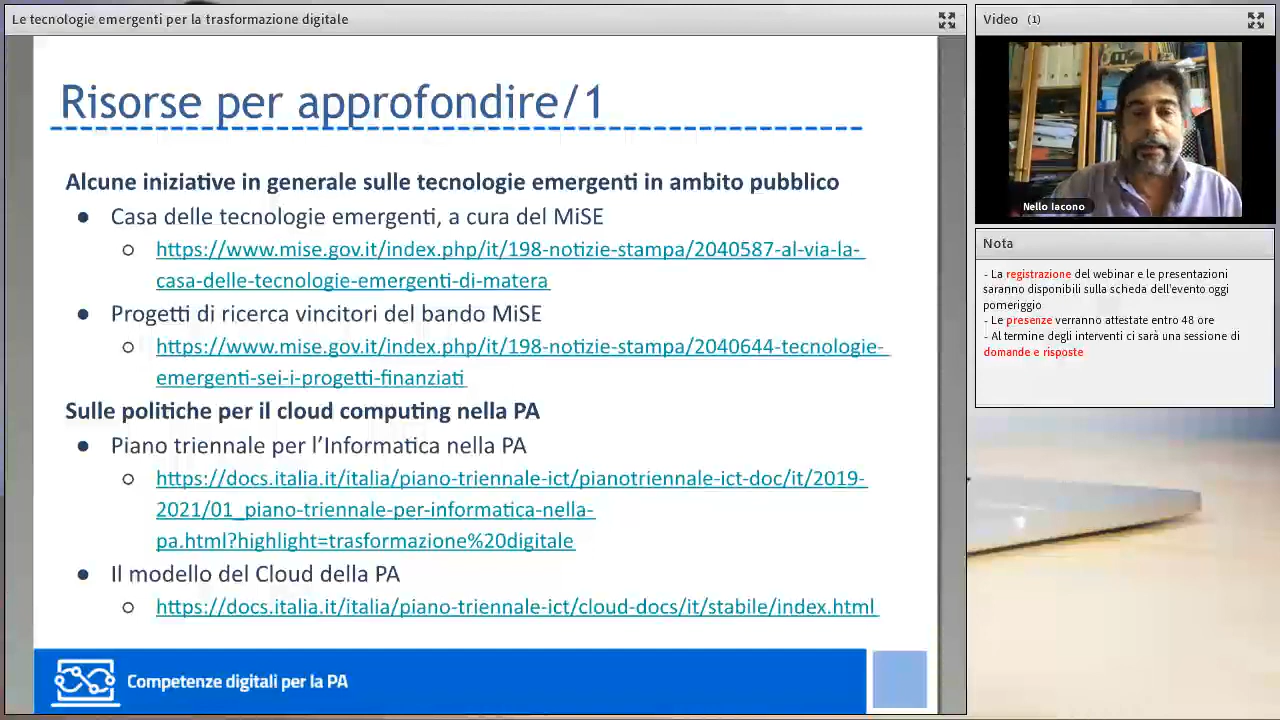 Le tecnologie emergenti per la trasformazione digitale
Risorse per approfondire/1
Alcune iniziative in generale sulle tecnologie emergenti in ambito pubblico
● Casa delle tecnologie emergenti, a cura del MiSE
○ https://www.mise.gov.it/index.php/it/198-notizie-stampa/2040587-al-via-la-
casa-delle-tecnologie-emergenti-di-matera
● Progetti di ricerca vincitori del bando MiSE
○ https://www.mise.gov.it/index.php/it/198-notizie-stampa/2040644-tecnologie-
emergenti-sei-i-progetti-finanziati
Sulle politiche per il cloud computing nella PA
● Piano triennale per l’Informatica nella PA
○ https://docs.italia.it/italia/piano-triennale-ict/pianotriennale-ict-doc/it/2019-
2021/01_piano-triennale-per-informatica-nella-
pa.html?highlight=trasformazione%20digitale
● Il modello del Cloud della PA
○ https://docs.italia.it/italia/piano-triennale-ict/cloud-docs/it/stabile/index.html
Competenze digitali per la PA
Video (1)
Nello Iacono
Nota
- La registrazione del webinar e le presentazioni
saranno disponibili sulla scheda dell'evento oggi
pomeriggio
- Le presenze verranno attestate entro 48 ore
- Al termine degli interventi ci sarà una sessione di
domande e risposte